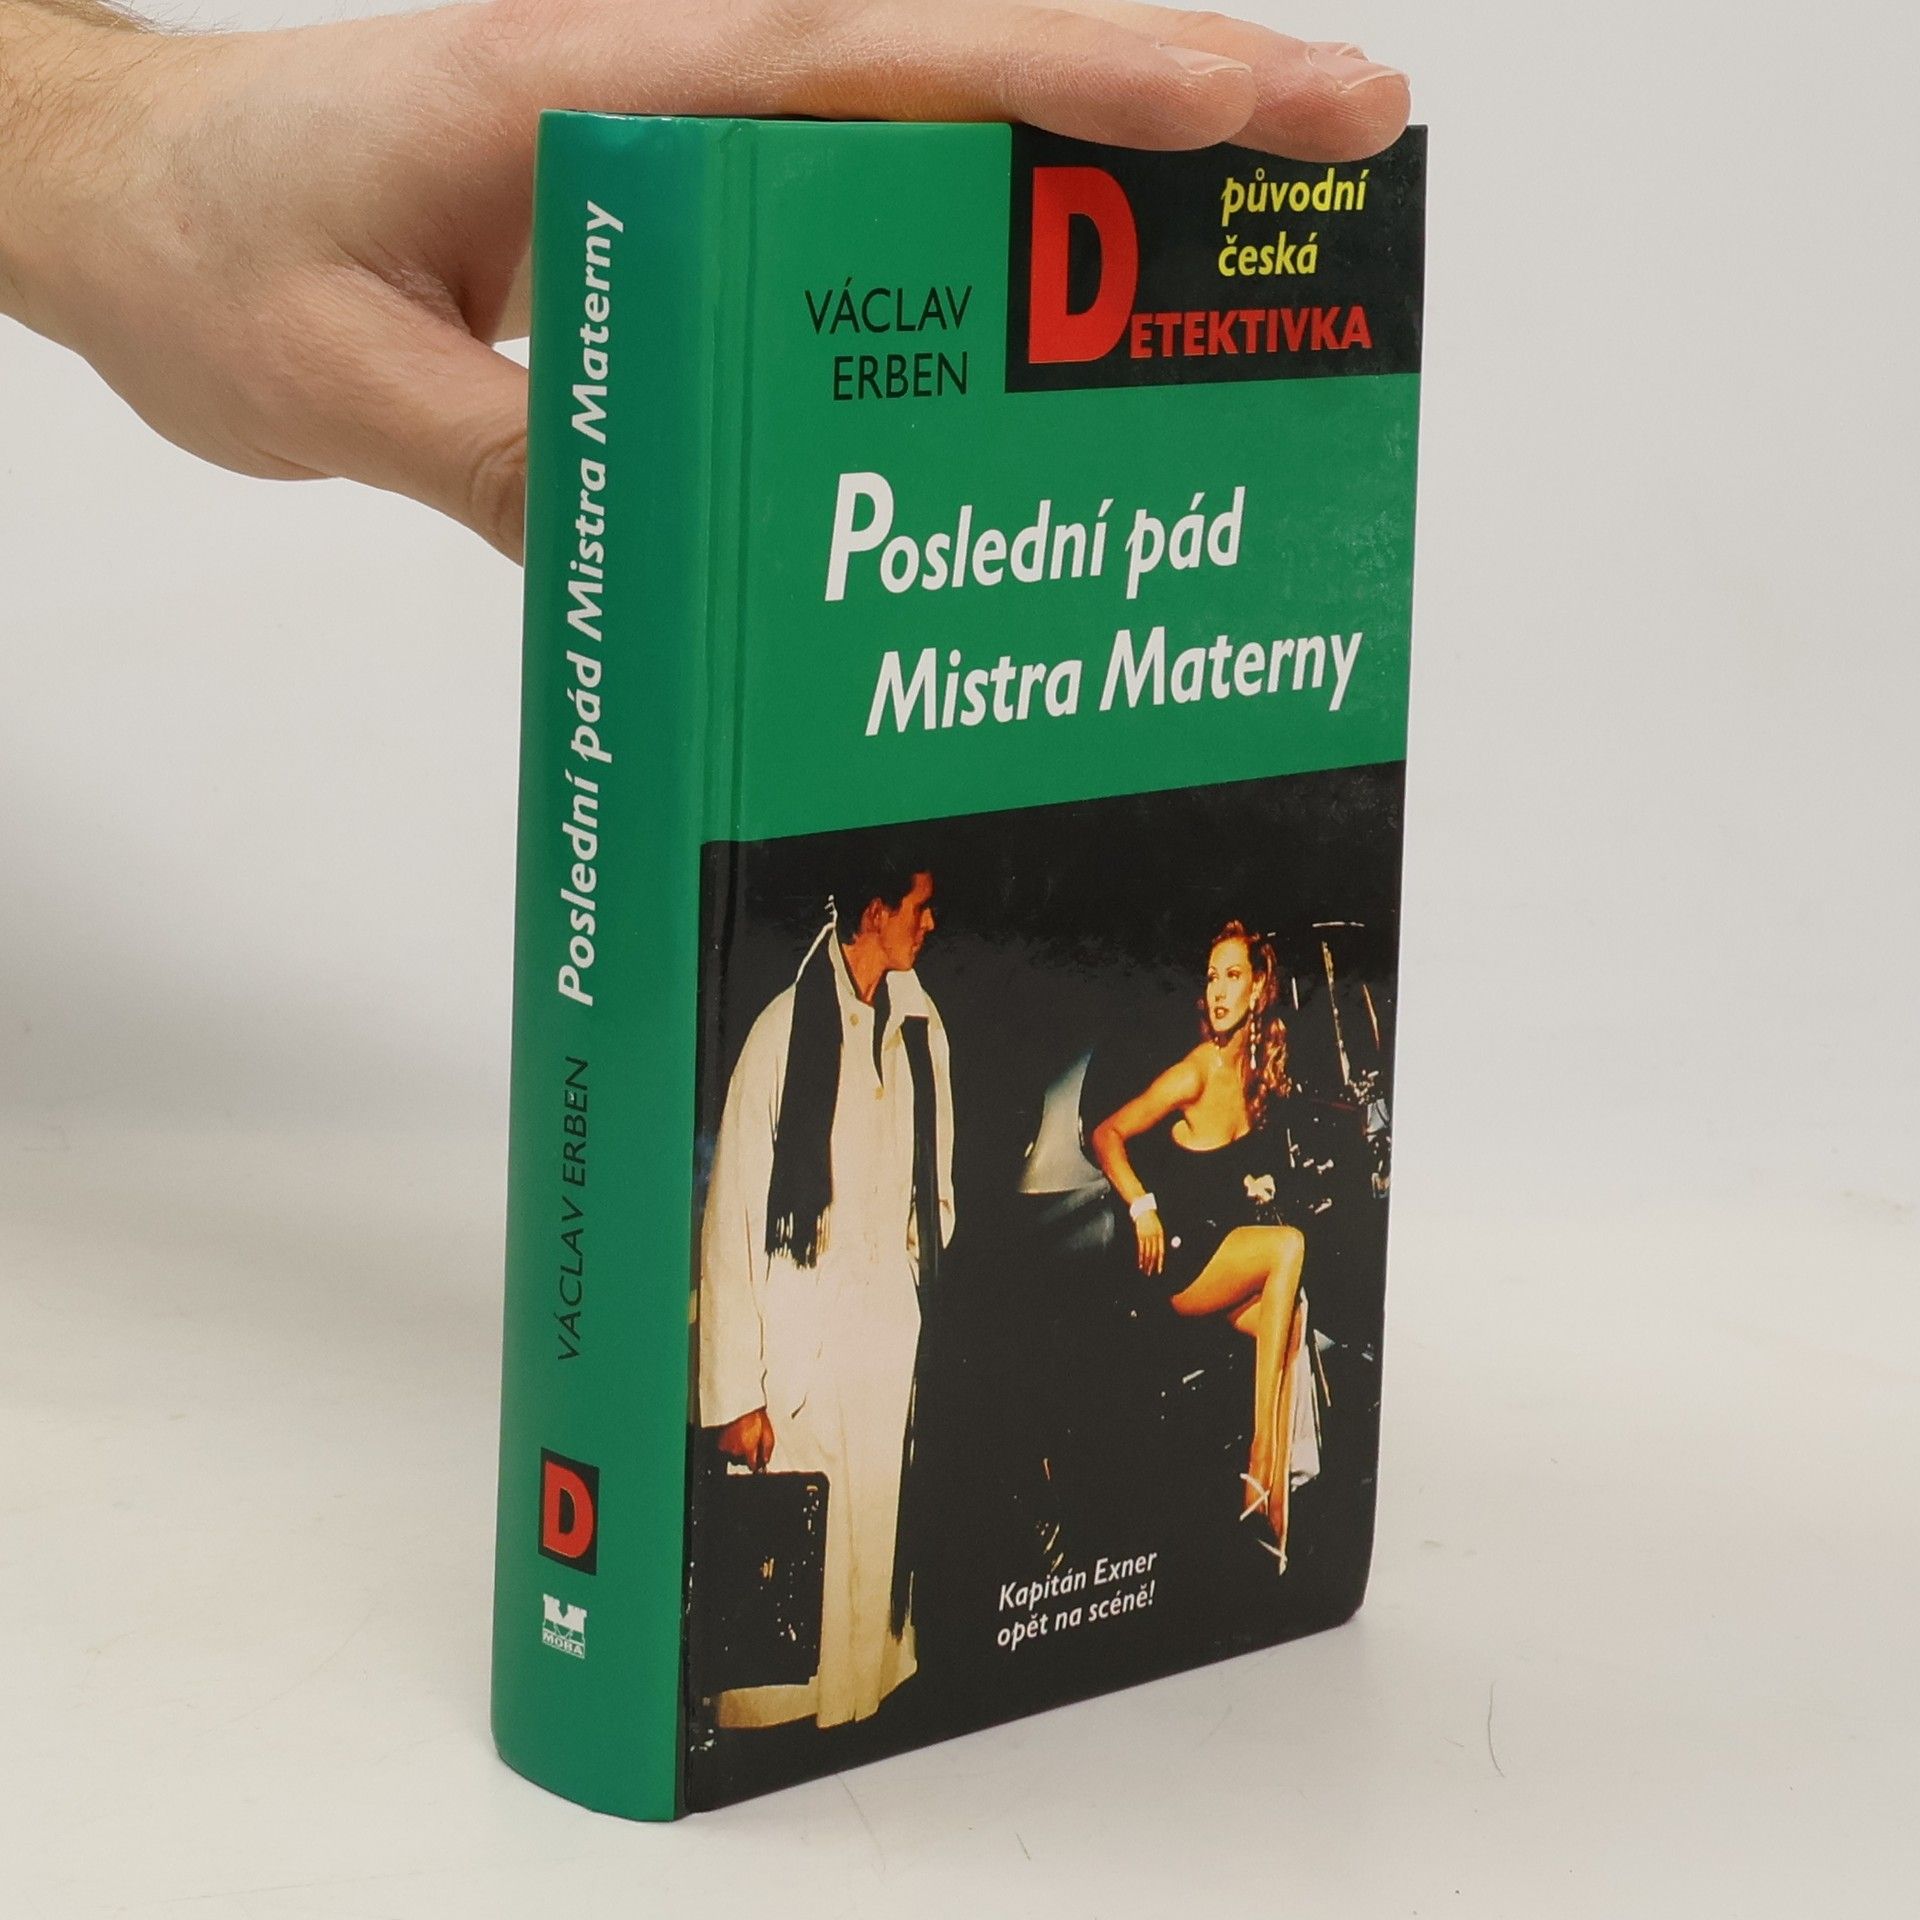 VÁCLAV ERBEN Poslední pád Mistra Materny
D
MOBA
původní
česká
DETEKTIVKA
VÁCLAV
ERBEN
Poslední pád
Mistra Materny
Kapitán Exner
opět na scéně!